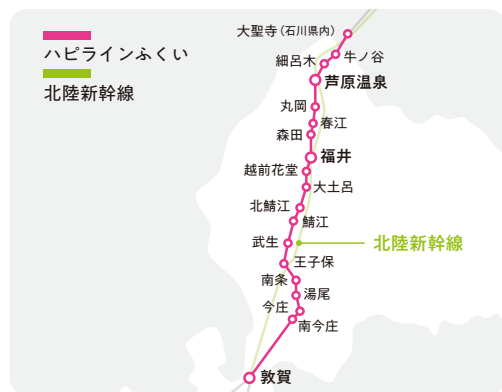 ハピラインふくい
北陸新幹線
大聖寺（石川県内）
牛ノ谷
細呂木
芦原温泉
丸岡
春江
森田
福井
越前花堂
大土呂
北鯖江
鯖江
武生
北陸新幹線
王子保
南条
湯尾
今庄
南今庄
敦賀